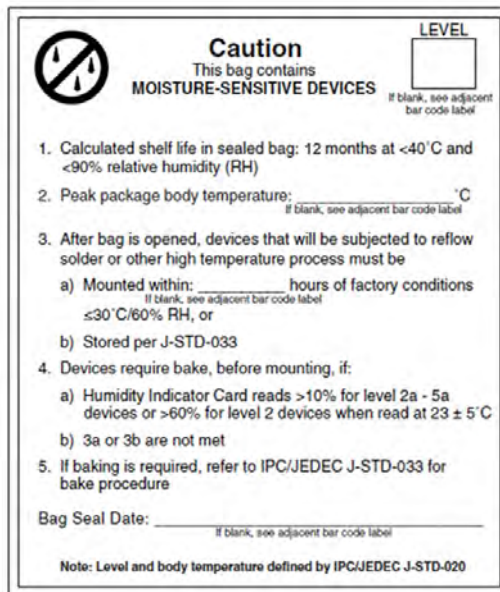 LEVEL
Caution
This bag contains
MOISTURE-SENSITIVE DEVICES
If blank, see adjacent
bar code label
1. Calculated shelf life in sealed bag: 12 months at <40˚C and
<90% relative humidity (RH)
2. Peak package body temperature: ____________________ ˚C
If blank, see adjacent bar code label
3. After bag is opened, devices that will be subjected to reflow
solder or other high temperature process must be
a) Mounted within: ___________ hours of factory conditions
If blank, see adjacent bar code label
≤30˚C/60% RH, or
b) Stored per J-STD-033
4. Devices require bake, before mounting, if:
a) Humidity Indicator Card reads >10% for level 2a - 5a
devices or >60% for level 2 devices when read at 23 ± 5˚C
b) 3a or 3b are not met
5. If baking is required, refer to IPC/JEDEC J-STD-033 for
bake procedure
Bag Seal Date: ____________________________________
If blank, see adjacent bar code label
Note: Level and body temperature defined by IPC/JEDEC J-STD-020